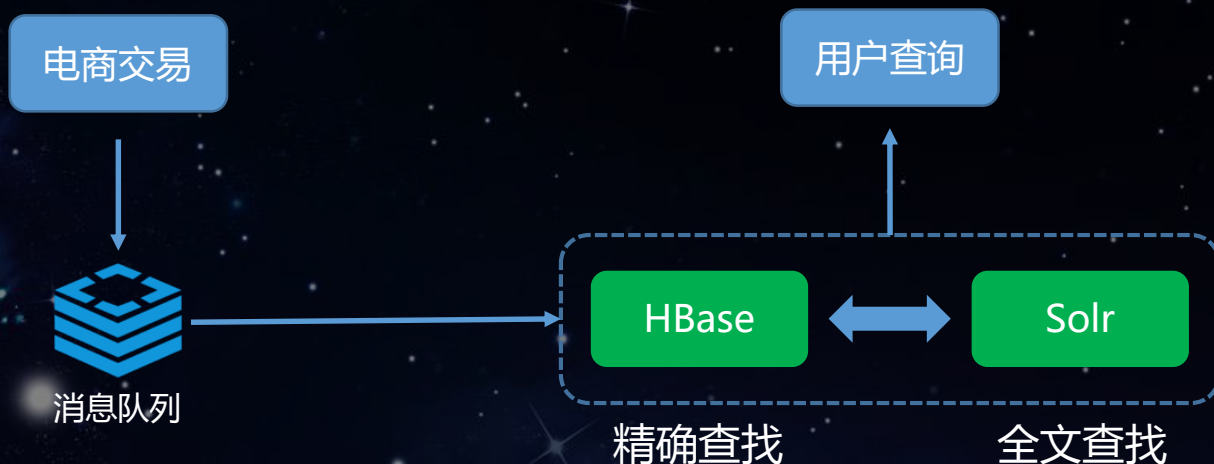 电商交易
用户查询
HBase
Solr
消息队列
精确查找
全文查找